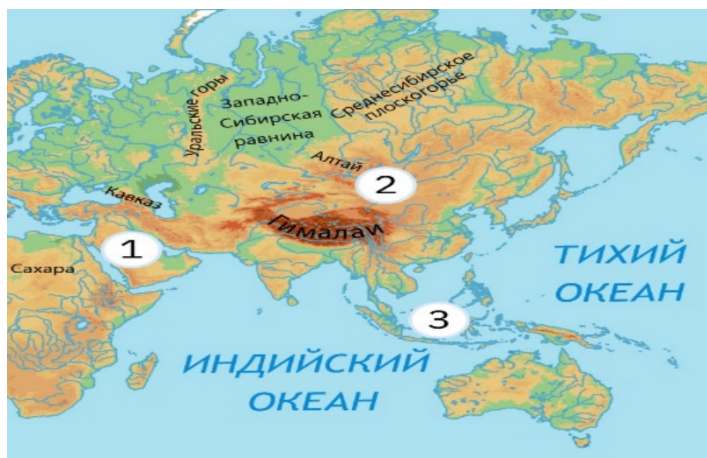 Уральские горы
Западно-
Сибирская
равнина
Среднесибирское
плоскогорье
Алтай
2
Кавказ
Гималаи
1
Сахара
ТИХИЙ
ОКЕАН
3
ИНДИЙСКИЙ
ОКЕАН